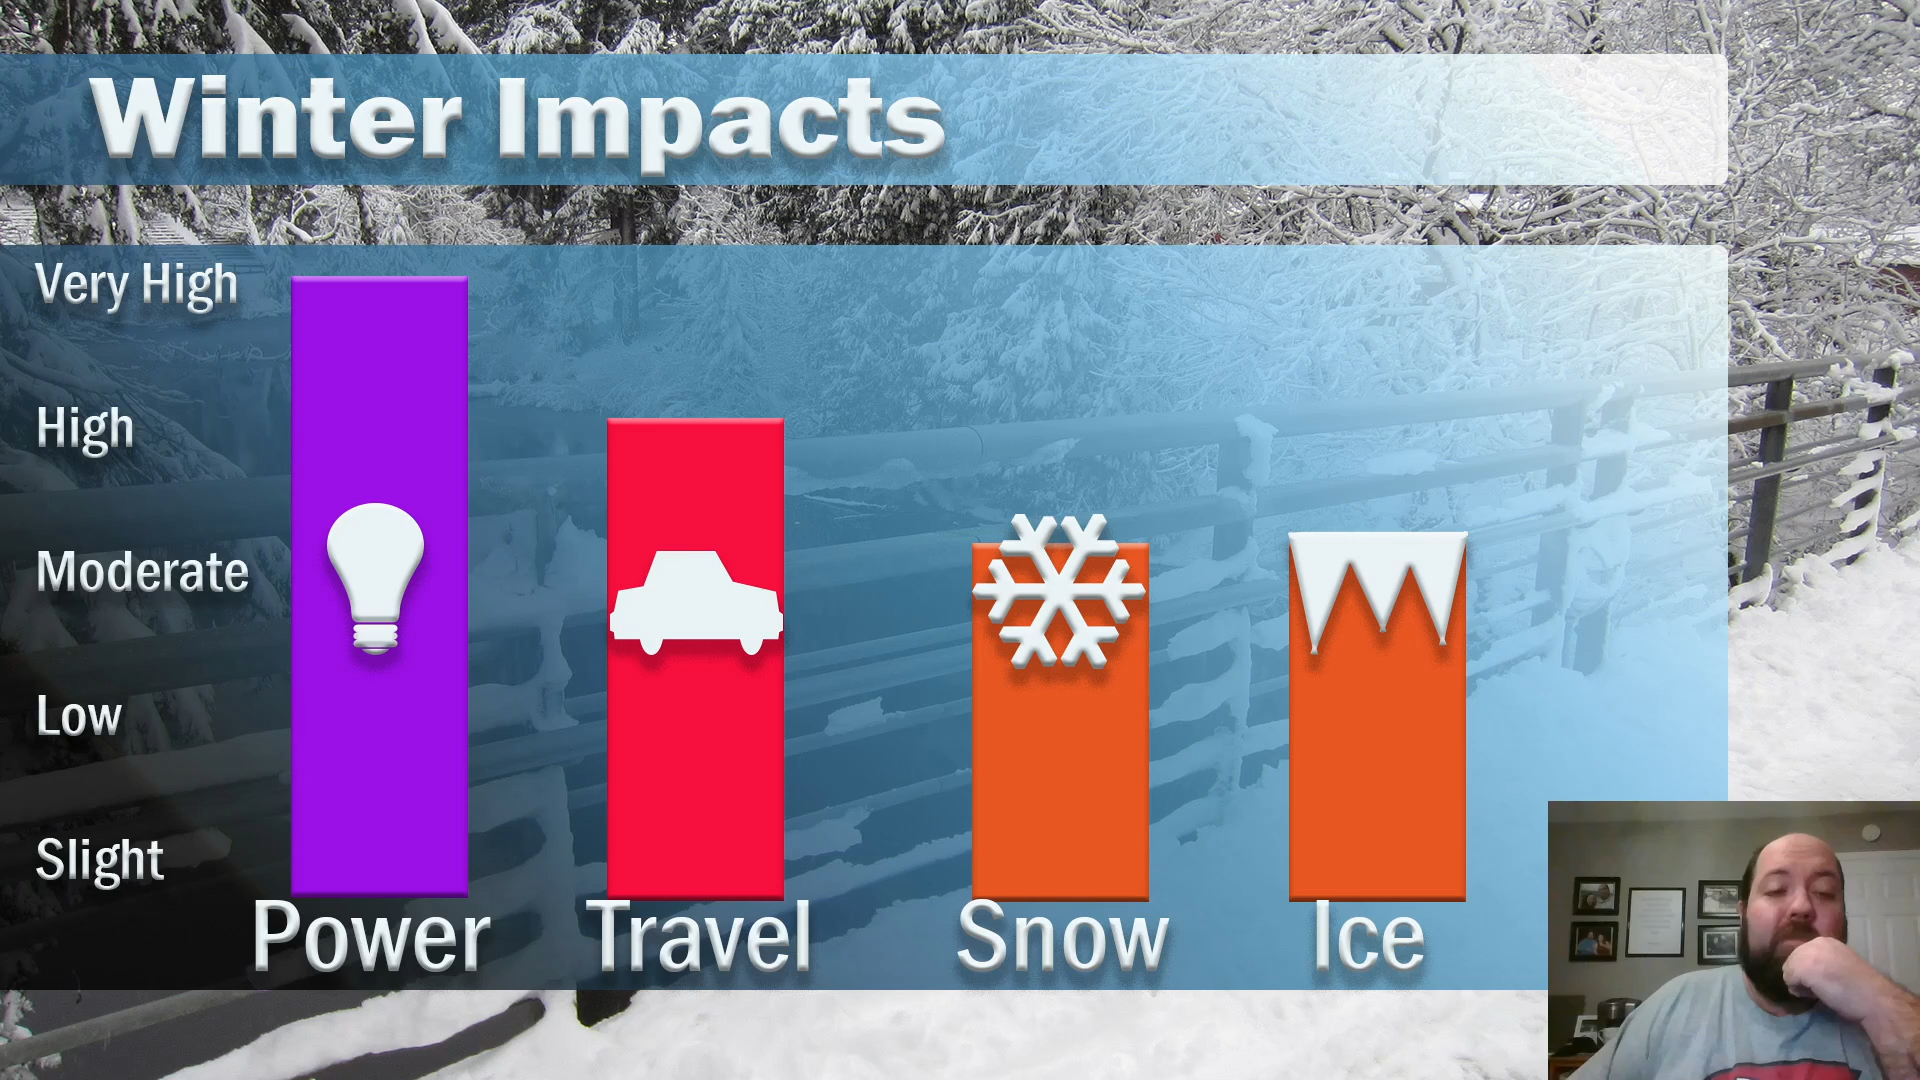 Winter Impacts
Very High
High
Moderate
Low
Slight
Power
Travel
Snow
Ice